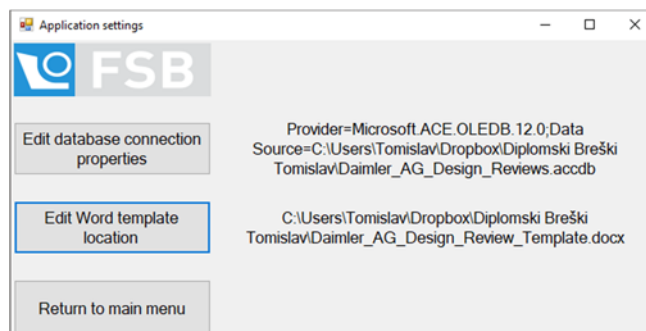 Application settings
FSB
Edit database connection
properties
Provider=Microsoft.ACE.OLEDB.12.0;Data
Source=C:\Users\Tomislav\Dropbox\Diplomski Breški
Tomislav\Daimler_AG_Design_Reviews.accdb
Edit Word template
location
C:\Users\Tomislav\Dropbox\Diplomski Breški
Tomislav\Daimler_AG_Design_Review_Template.docx
Return to main menu